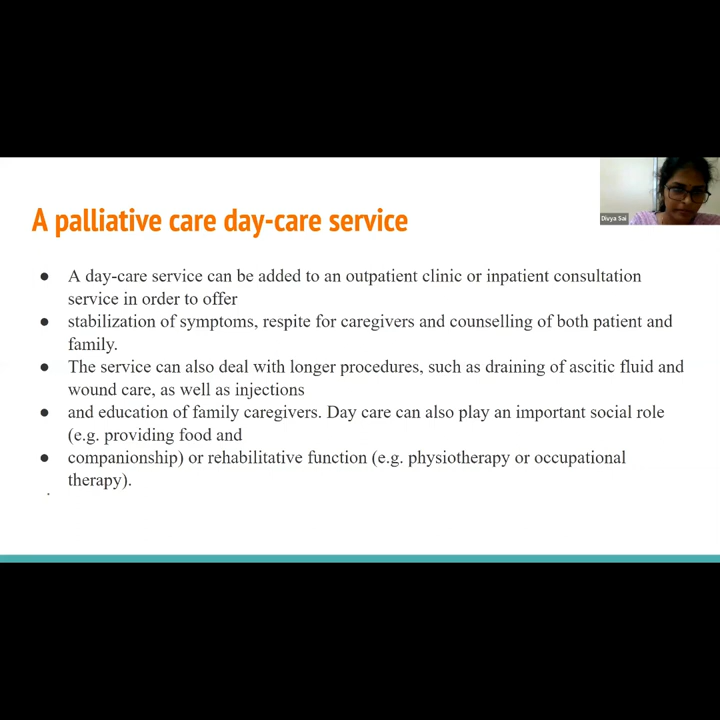 Divya Sai
A palliative care day-care service
● A day-care service can be added to an outpatient clinic or inpatient consultation
service in order to offer
● stabilization of symptoms, respite for caregivers and counselling of both patient and
family.
● The service can also deal with longer procedures, such as draining of ascitic fluid and
wound care, as well as injections
● and education of family caregivers. Day care can also play an important social role
(e.g. providing food and
● companionship) or rehabilitative function (e.g. physiotherapy or occupational
therapy).
.